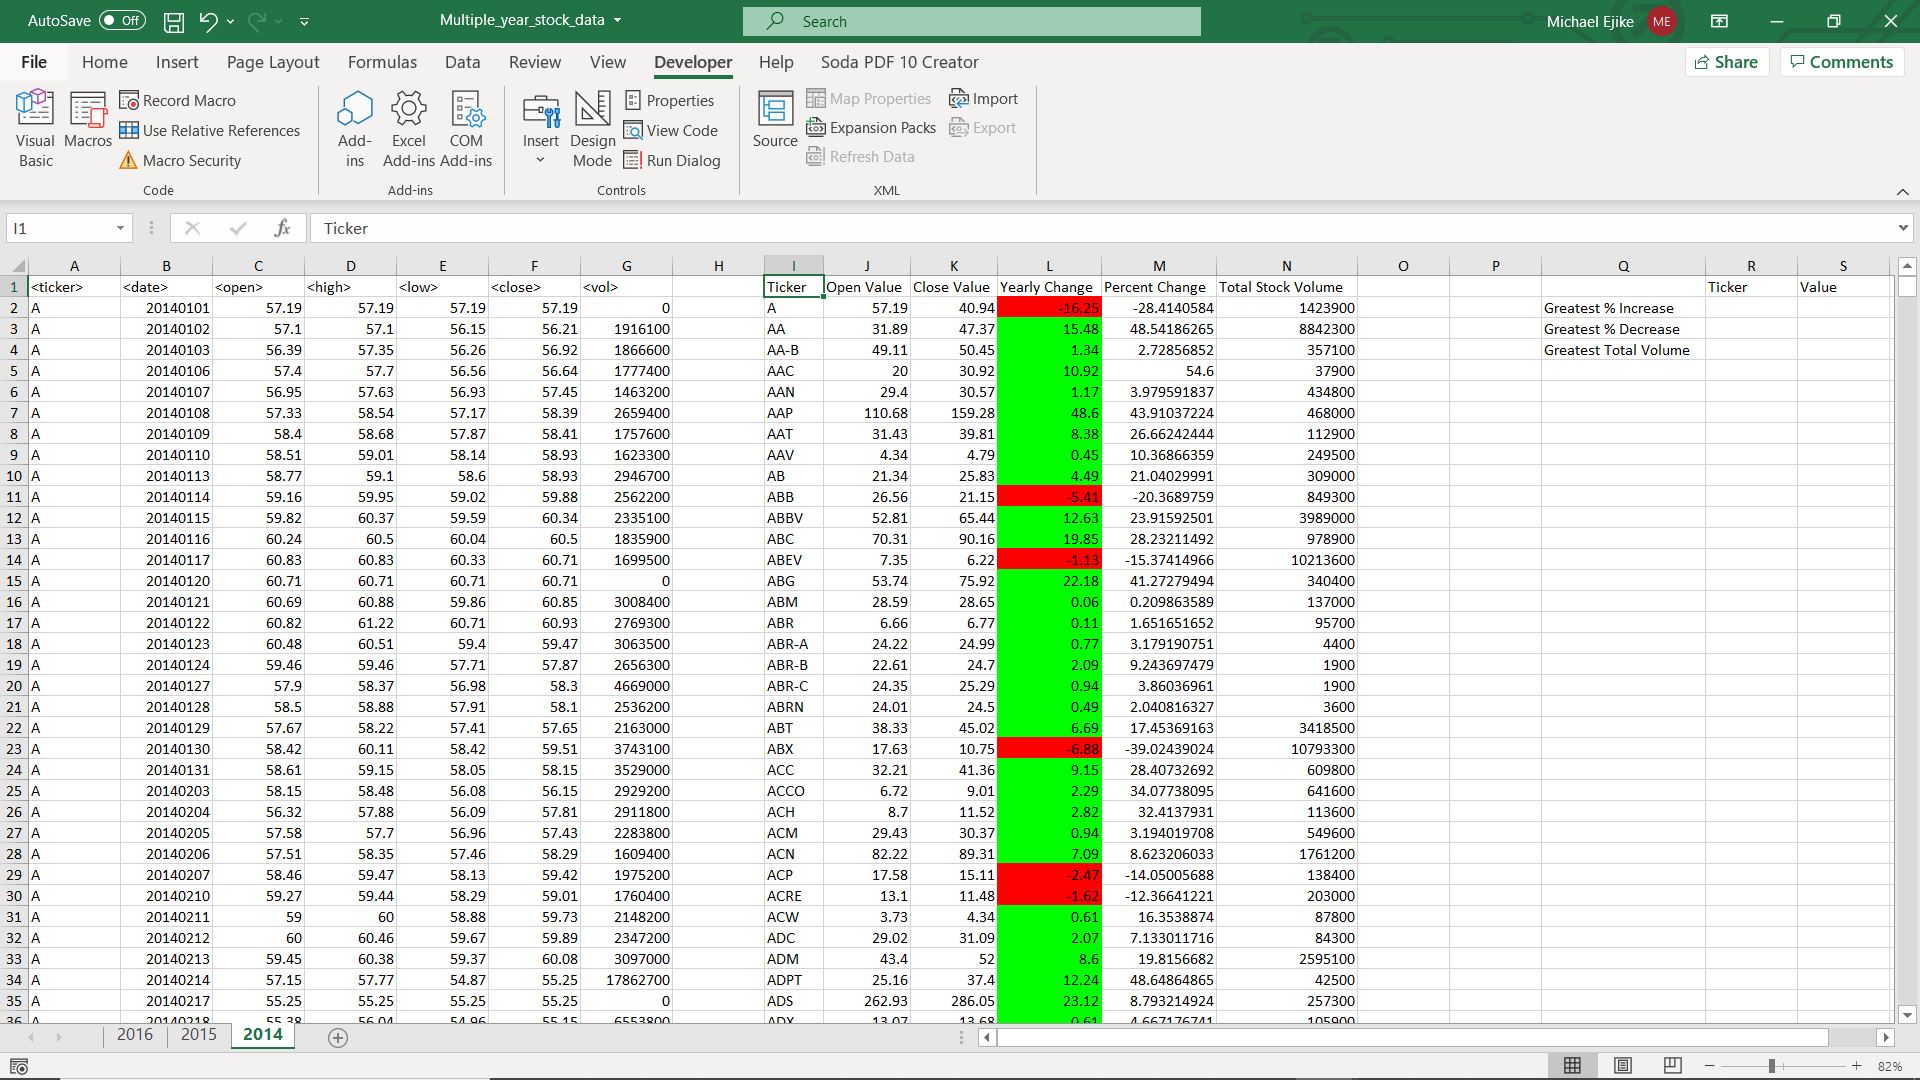 AutoSave Off Multiple_year_stock_data Search Michael Ejike ME
File Home Insert Page Layout Formulas Data Review View Developer Help Soda PDF 10 Creator Share Comments
Visual Basic
Macros
Record Macro
Use Relative References
Macro Security
Code
Add-ins
Excel Add-ins
COM Add-ins
Add-ins
Insert
Design Mode
Properties
View Code
Run Dialog
Controls
Source
Map Properties
Expansion Packs
Refresh Data
Import
Export
XML
I1 fx Ticker
A B C D E F G H I J K L M N O P Q R S
1 <ticker> <date> <open> <high> <low> <close> <vol> Ticker Open Value Close Value Yearly Change Percent Change Total Stock Volume Ticker Value
2 A 20140101 57.19 57.19 57.19 57.19 0 A 57.19 40.94 -16.25 -28.4140584 1423900 Greatest % Increase
3 A 20140102 57.1 57.1 56.15 56.21 1916100 AA 31.89 47.37 15.48 48.54186265 8842300 Greatest % Decrease
4 A 20140103 56.39 57.35 56.26 56.92 1866600 AA-B 49.11 50.45 1.34 2.72856852 357100 Greatest Total Volume
5 A 20140106 57.4 57.7 56.56 56.64 1777400 AAC 20 30.92 10.92 54.6 37900
6 A 20140107 56.95 57.63 56.93 57.45 1463200 AAN 29.4 30.57 1.17 3.979591837 434800
7 A 20140108 57.33 58.54 57.17 58.39 2659400 AAP 110.68 159.28 48.6 43.91037224 468000
8 A 20140109 58.4 58.68 57.87 58.41 1757600 AAT 31.43 39.81 8.38 26.66242444 112900
9 A 20140110 58.51 59.01 58.14 58.93 1623300 AAV 4.34 4.79 0.45 10.36866359 249500
10 A 20140113 58.77 59.1 58.6 58.93 2946700 AB 21.34 25.83 4.49 21.04029991 309000
11 A 20140114 59.16 59.95 59.02 59.88 2562200 ABB 26.56 21.15 -5.41 -20.3689759 849300
12 A 20140115 59.82 60.37 59.59 60.34 2335100 ABBV 52.81 65.44 12.63 23.91592501 3989000
13 A 20140116 60.24 60.5 60.04 60.5 1835900 ABC 70.31 90.16 19.85 28.23211492 978900
14 A 20140117 60.83 60.83 60.33 60.71 1699500 ABEV 7.35 6.22 -1.13 -15.37414966 10213600
15 A 20140120 60.71 60.71 60.71 60.71 0 ABG 53.74 75.92 22.18 41.27279494 340400
16 A 20140121 60.69 60.88 59.86 60.85 3008400 ABM 28.59 28.65 0.06 0.209863589 137000
17 A 20140122 60.82 61.22 60.71 60.93 2769300 ABR 6.66 6.77 0.11 1.651651652 95700
18 A 20140123 60.48 60.51 59.4 59.47 3063500 ABR-A 24.22 24.99 0.77 3.179190751 4400
19 A 20140124 59.46 59.46 57.71 57.87 2656300 ABR-B 22.61 24.7 2.09 9.243697479 1900
20 A 20140127 57.9 58.37 56.98 58.3 4669000 ABR-C 24.35 25.29 0.94 3.86036961 1900
21 A 20140128 58.5 58.88 57.91 58.1 2536200 ABRN 24.01 24.5 0.49 2.040816327 3600
22 A 20140129 57.67 58.22 57.41 57.65 2163000 ABT 38.33 45.02 6.69 17.45369163 3418500
23 A 20140130 58.42 60.11 58.42 59.51 3743100 ABX 17.63 10.75 -6.88 -39.02439024 10793300
24 A 20140131 58.61 59.15 58.05 58.15 3529000 ACC 32.21 41.36 9.15 28.40732692 609800
25 A 20140203 58.15 58.48 56.08 56.15 2929200 ACCO 6.72 9.01 2.29 34.07738095 641600
26 A 20140204 56.32 57.88 56.09 57.81 2911800 ACH 8.7 11.52 2.82 32.4137931 113600
27 A 20140205 57.58 57.7 56.96 57.43 2283800 ACM 29.43 30.37 0.94 3.194019708 549600
28 A 20140206 57.51 58.35 57.46 58.29 1609400 ACN 82.22 89.31 7.09 8.623206033 1761200
29 A 20140207 58.46 59.47 58.13 59.42 1975200 ACP 17.58 15.11 -2.47 -14.05005688 138400
30 A 20140210 59.27 59.44 58.29 59.01 1760400 ACRE 13.1 11.48 -1.62 -12.36641221 203000
31 A 20140211 59 60 58.88 59.73 2148200 ACW 3.73 4.34 0.61 16.3538874 87800
32 A 20140212 60 60.46 59.67 59.89 2347200 ADC 29.02 31.09 2.07 7.133011716 84300
33 A 20140213 59.45 60.38 59.37 60.08 3097000 ADM 43.4 52 8.6 19.8156682 2595100
34 A 20140214 57.15 57.77 54.87 55.25 17862700 ADPT 25.16 37.4 12.24 48.64864865 42500
35 A 20140217 55.25 55.25 55.25 55.25 0 ADS 262.93 286.05 23.12 8.793214924 257300
36 A 20140218 55.38 56.04 54.96 55.15 6553800 ADX 13.07 13.68 0.61 4.667176741 105900
2016 2015 2014
82%